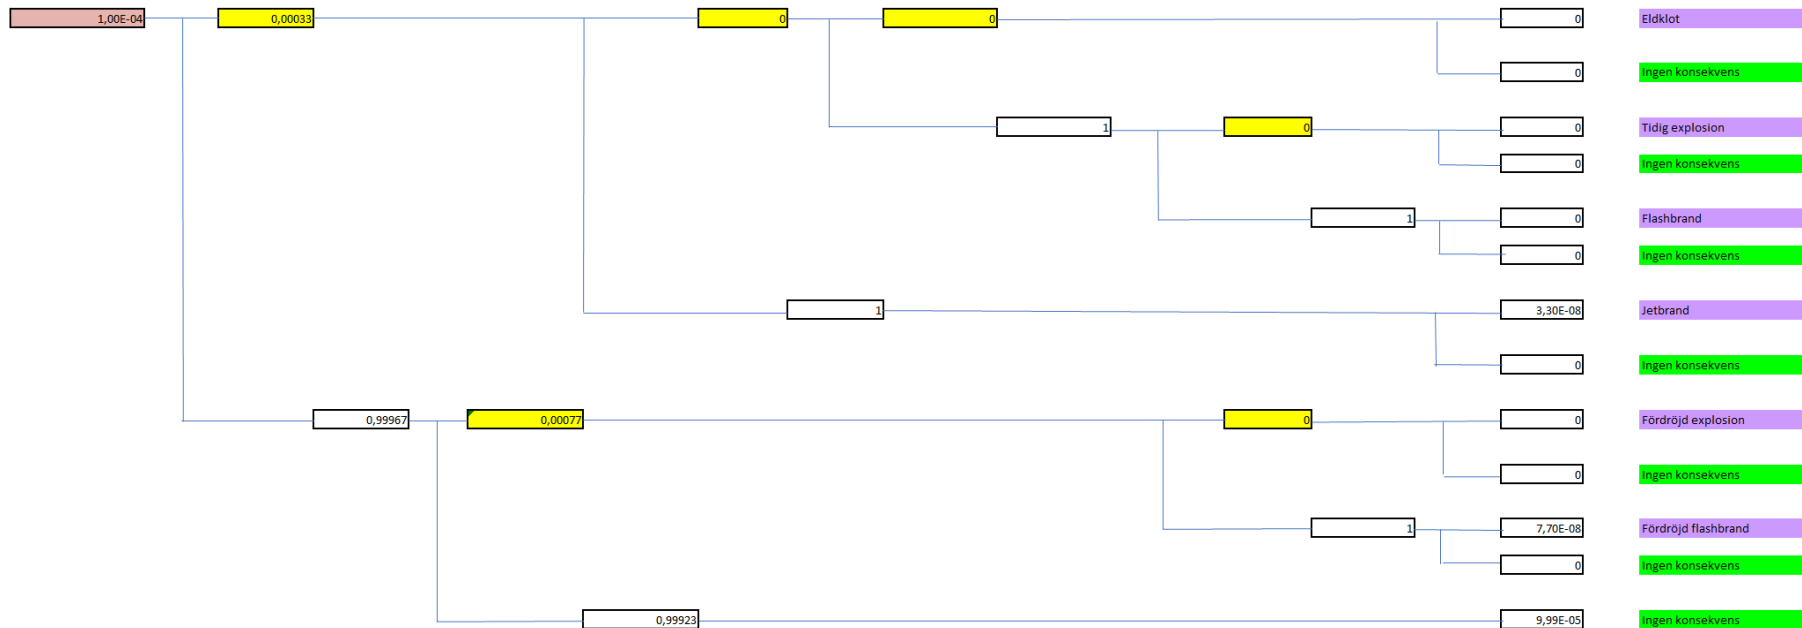 1,00E-04 0,00033 0 0 0 Eldklot
0 Ingen konsekvens
1 0 0 Tidig explosion
0 Ingen konsekvens
1 0 Flashbrand
0 Ingen konsekvens
1 3,30E-08 Jetbrand
0 Ingen konsekvens
0,99967 0,00077 0 0 Fördröjd explosion
0 Ingen konsekvens
1 7,70E-08 Fördröjd flashbrand
0 Ingen konsekvens
0,99923 9,99E-05 Ingen konsekvens